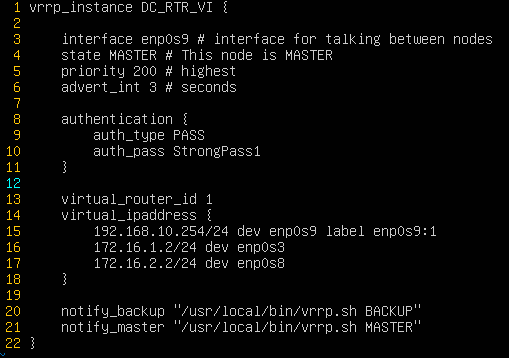 1 vrrp_instance DC_RTR_VI {
2
3     interface enp0s9 # interface for talking between nodes
4     state MASTER # This node is MASTER
5     priority 200 # highest
6     advert_int 3 # seconds
7
8     authentication {
9         auth_type PASS
10         auth_pass StrongPass1
11     }
12
13     virtual_router_id 1
14     virtual_ipaddress {
15         192.168.10.254/24 dev enp0s9 label enp0s9:1
16         172.16.1.2/24 dev enp0s3
17         172.16.2.2/24 dev enp0s8
18     }
19
20     notify_backup "/usr/local/bin/vrrp.sh BACKUP"
21     notify_master "/usr/local/bin/vrrp.sh MASTER"
22 }
~